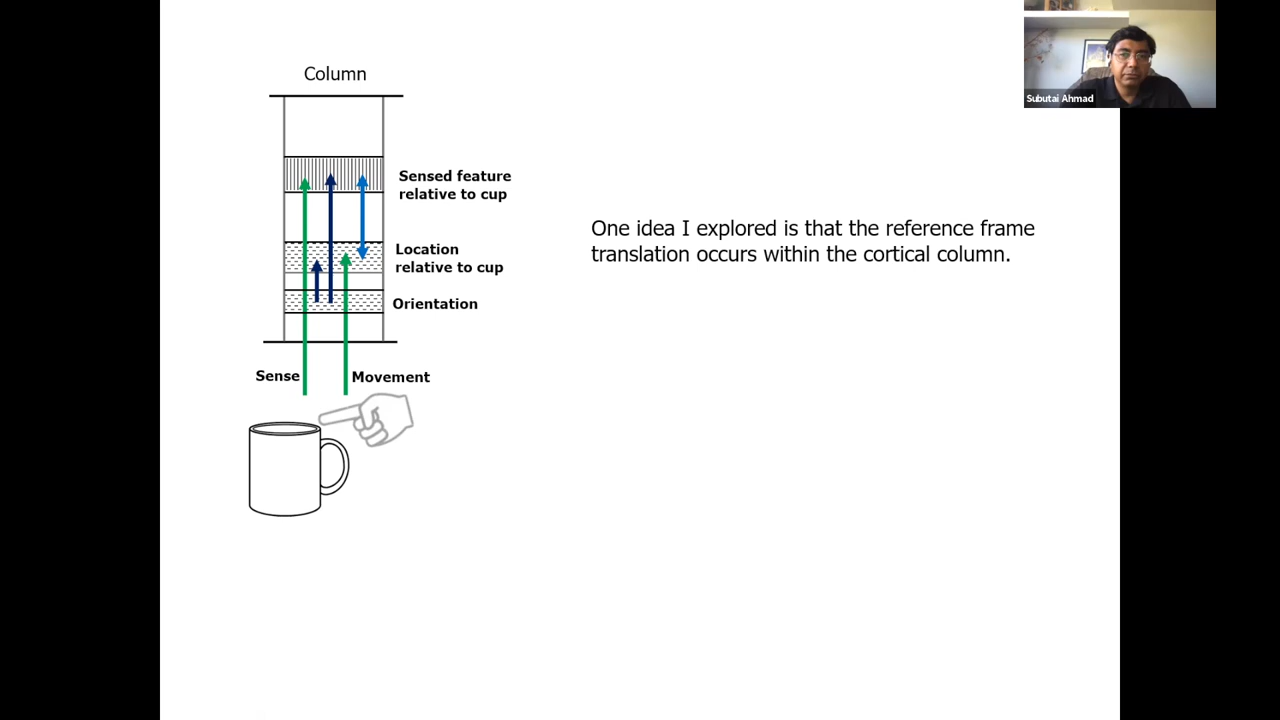 Column
Sensed feature
relative to cup
Location
relative to cup
Orientation
Sense
Movement
One idea I explored is that the reference frame
translation occurs within the cortical column.
Subutai Ahmad